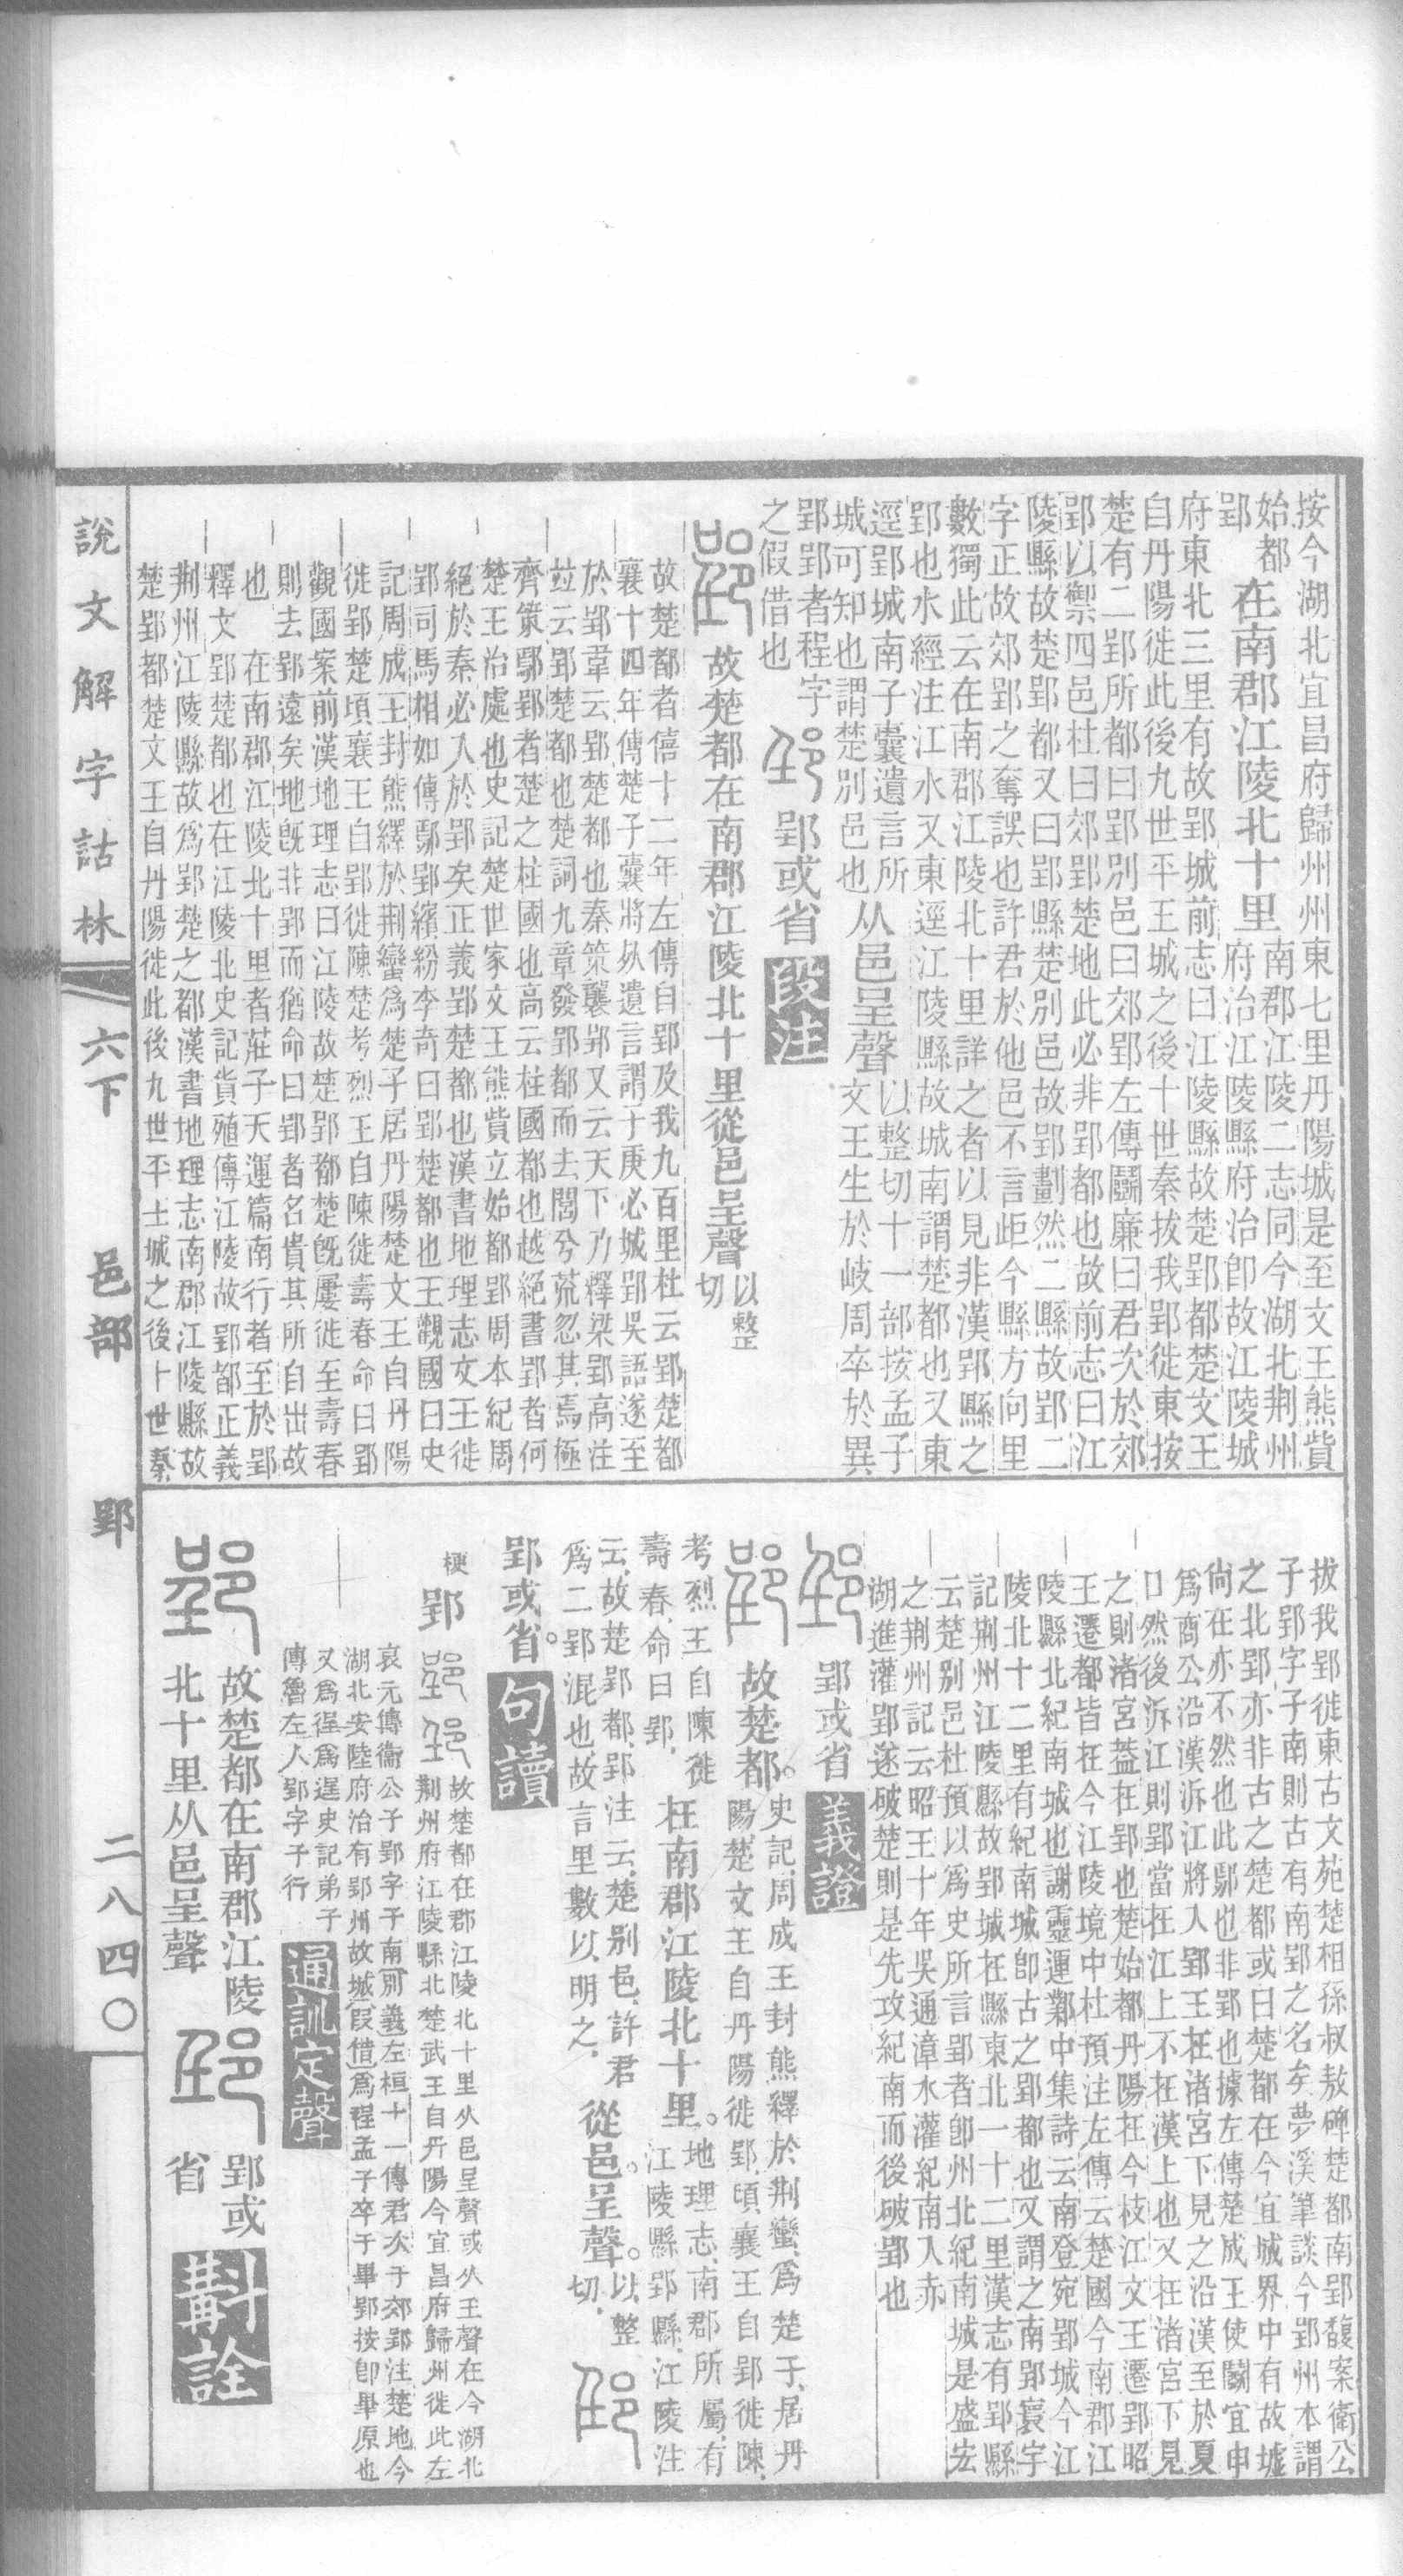 按今湖北宜昌府歸州州東七里丹陽城是至文王熊貲
始都
郢
在南郡江陵北十里
南郡江陵二志同今湖北荆州
府治江陵縣府治卽故江陵城
府東北三里有故郢城前志曰江陵縣故楚郢都楚文王
自丹陽徙此後九世平王城之後十世秦拔我郢徙東按
楚有二郢所都曰郢別邑曰郊郢左傳鬬廉曰君次於郊
郢以禦四邑杜曰郊郢楚地此必非郢都也故前志曰江
陵縣故楚郢都又曰郢縣楚別邑故郢劃然二縣故郢二
字正故郊郢之奪誤也許君於他邑不言距今縣方向里
數獨此云在南郡江陵北十里詳之者以見非漢郢縣之
郢也水經注江水又東逕江陵縣故城南謂楚都也又東
逕郢城南子囊遺言所
城可知也謂楚別邑也
从邑呈聲
以整切十一部按孟子
文王生於岐周卒於畢
郢郢者程字
之假借也
郢或省
段注
故楚都在南郡江陵北十里從邑呈聲
以整
切
故楚都者僖十二年左傳自郢及我九百里杜云郢楚都
襄十四年傳楚子囊將死遺言謂子庚必城郢吳語遂至
於郢韋云郢楚都也秦策襲郢又云天下乃釋梁郢高注
竝云郢楚都也楚詞九章發郢都而去閭兮荒忽其焉極
齊策鄢郢者楚之柱國也高云柱國都也越絕書郢者何
楚王治處也史記楚世家文王熊貲立始都郢周本紀周
絕於秦必入於郢矣正義郢楚都也漢書地理志文王徙
郢司馬相如傳鄢郢繽紛李奇曰郢楚都也王觀國曰史
記周成王封熊繹於荆蠻爲楚子居丹陽楚文王自丹陽
徙郢楚頃襄王自郢徙陳楚考烈王自陳徙壽春命曰郢
觀國案前漢地理志曰江陵故楚郢都楚旣屢徙至壽春
則去郢遠矣地旣非郢而猶命曰郢者名貴其所自出故
也　在南郡江陵北十里者莊子天運篇南行者至於郢
釋文郢楚都也在江陵北史記貨殖傳江陵故郢都正義
荆州江陵縣故爲郢楚之都漢書地理志南郡江陵縣故
楚郢都楚文王自丹陽徙此後九世平王城之後十世秦
拔我郢徙東古文苑楚相孫叔敖碑楚都南郢馥案衛公
子郢字子南則古有南郢之名矣夢溪筆談今郢州本謂
之北郢亦非古之楚都或曰楚都在今宜城界中有故墟
尙在亦不然也此鄢也非郢也據左傳楚成王使鬬宜申
爲商公沿漢泝江將入郢王在渚宮下見之沿漢至於夏
口然後泝江則郢當在江上不在漢上也又在渚宮下見
之則渚宮葢在郢也楚始都丹陽在今枝江文王遷郢昭
王遷都皆在今江陵境中杜預注左傳云楚國今南郡江
陵縣北紀南城也謝靈運鄴中集詩云南登宛郢城今江
陵北十二里有紀南城卽古之郢都也又謂之南郢寰宇
記荆州江陵縣故郢城在縣東北一十二里漢志有郢縣
云楚別邑杜預以爲史所言郢者卽州北紀南城是盛宏
之荆州記云昭王十年吳通漳水灌紀南入赤
湖進灌郢遂破楚則是先攻紀南而後破郢也
郢或省
義證
故楚都。
史記周成王封熊繹於荆蠻爲楚子居丹
陽楚文王自丹陽徙郢頃襄王自郢徙陳
考烈王自陳徙
壽春命曰郢
在南郡江陵北十里。
地理志南郡所屬有
江陵縣郢縣江陵注
云故楚郢都郢注云楚別邑許君
爲二郢混也故言里數以明之
從邑。呈聲。
以整
切
郢或省。
句讀
梗
郢
故楚都在郡江陵北十里从邑呈聲或从王聲在今湖北
荆州府江陵縣北楚武王自丹陽今宜昌府歸州徙此左
哀元傳衞公子郢字子南別義左桓十一傳君次于郊郢注楚地今
湖北安陸府治有郢州故城叚借爲程孟子卒于畢郢按卽畢原也
又爲徎爲逞史記弟子
傳魯左人郢字子行
通訓定聲
故楚都在南郡江陵
北十里从邑呈聲
郢或
省
斠詮
說文解字詁林
六下
邑部
郢
二八四〇